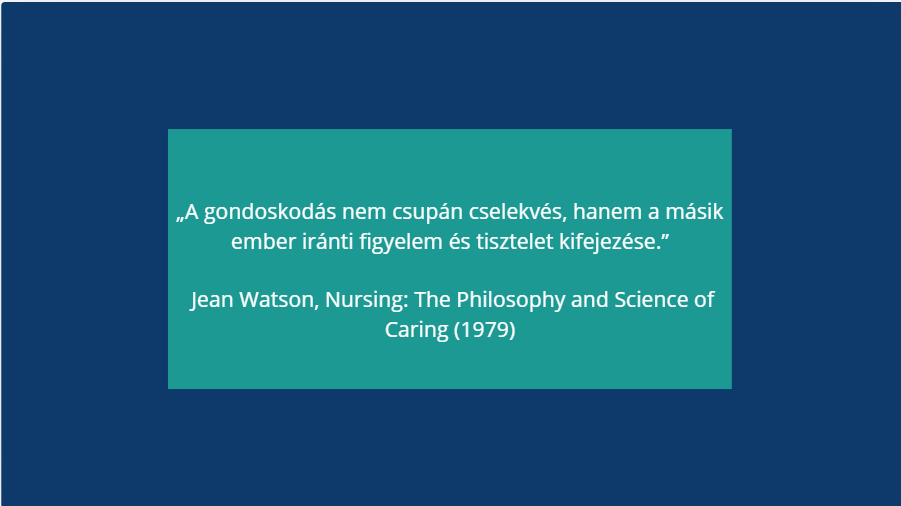 „A gondoskodás nem csupán cselekvés, hanem a másik
ember iránti figyelem és tisztelet kifejezése.”
Jean Watson, Nursing: The Philosophy and Science of
Caring (1979)